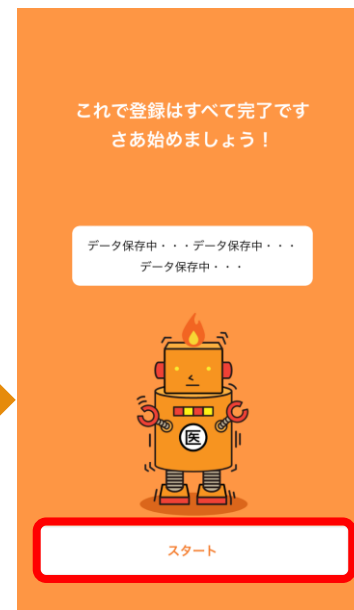 これで登録はすべて完了です
さあ始めましょう！
データ保存中・・・データ保存中・・・
データ保存中・・・
医
スタート